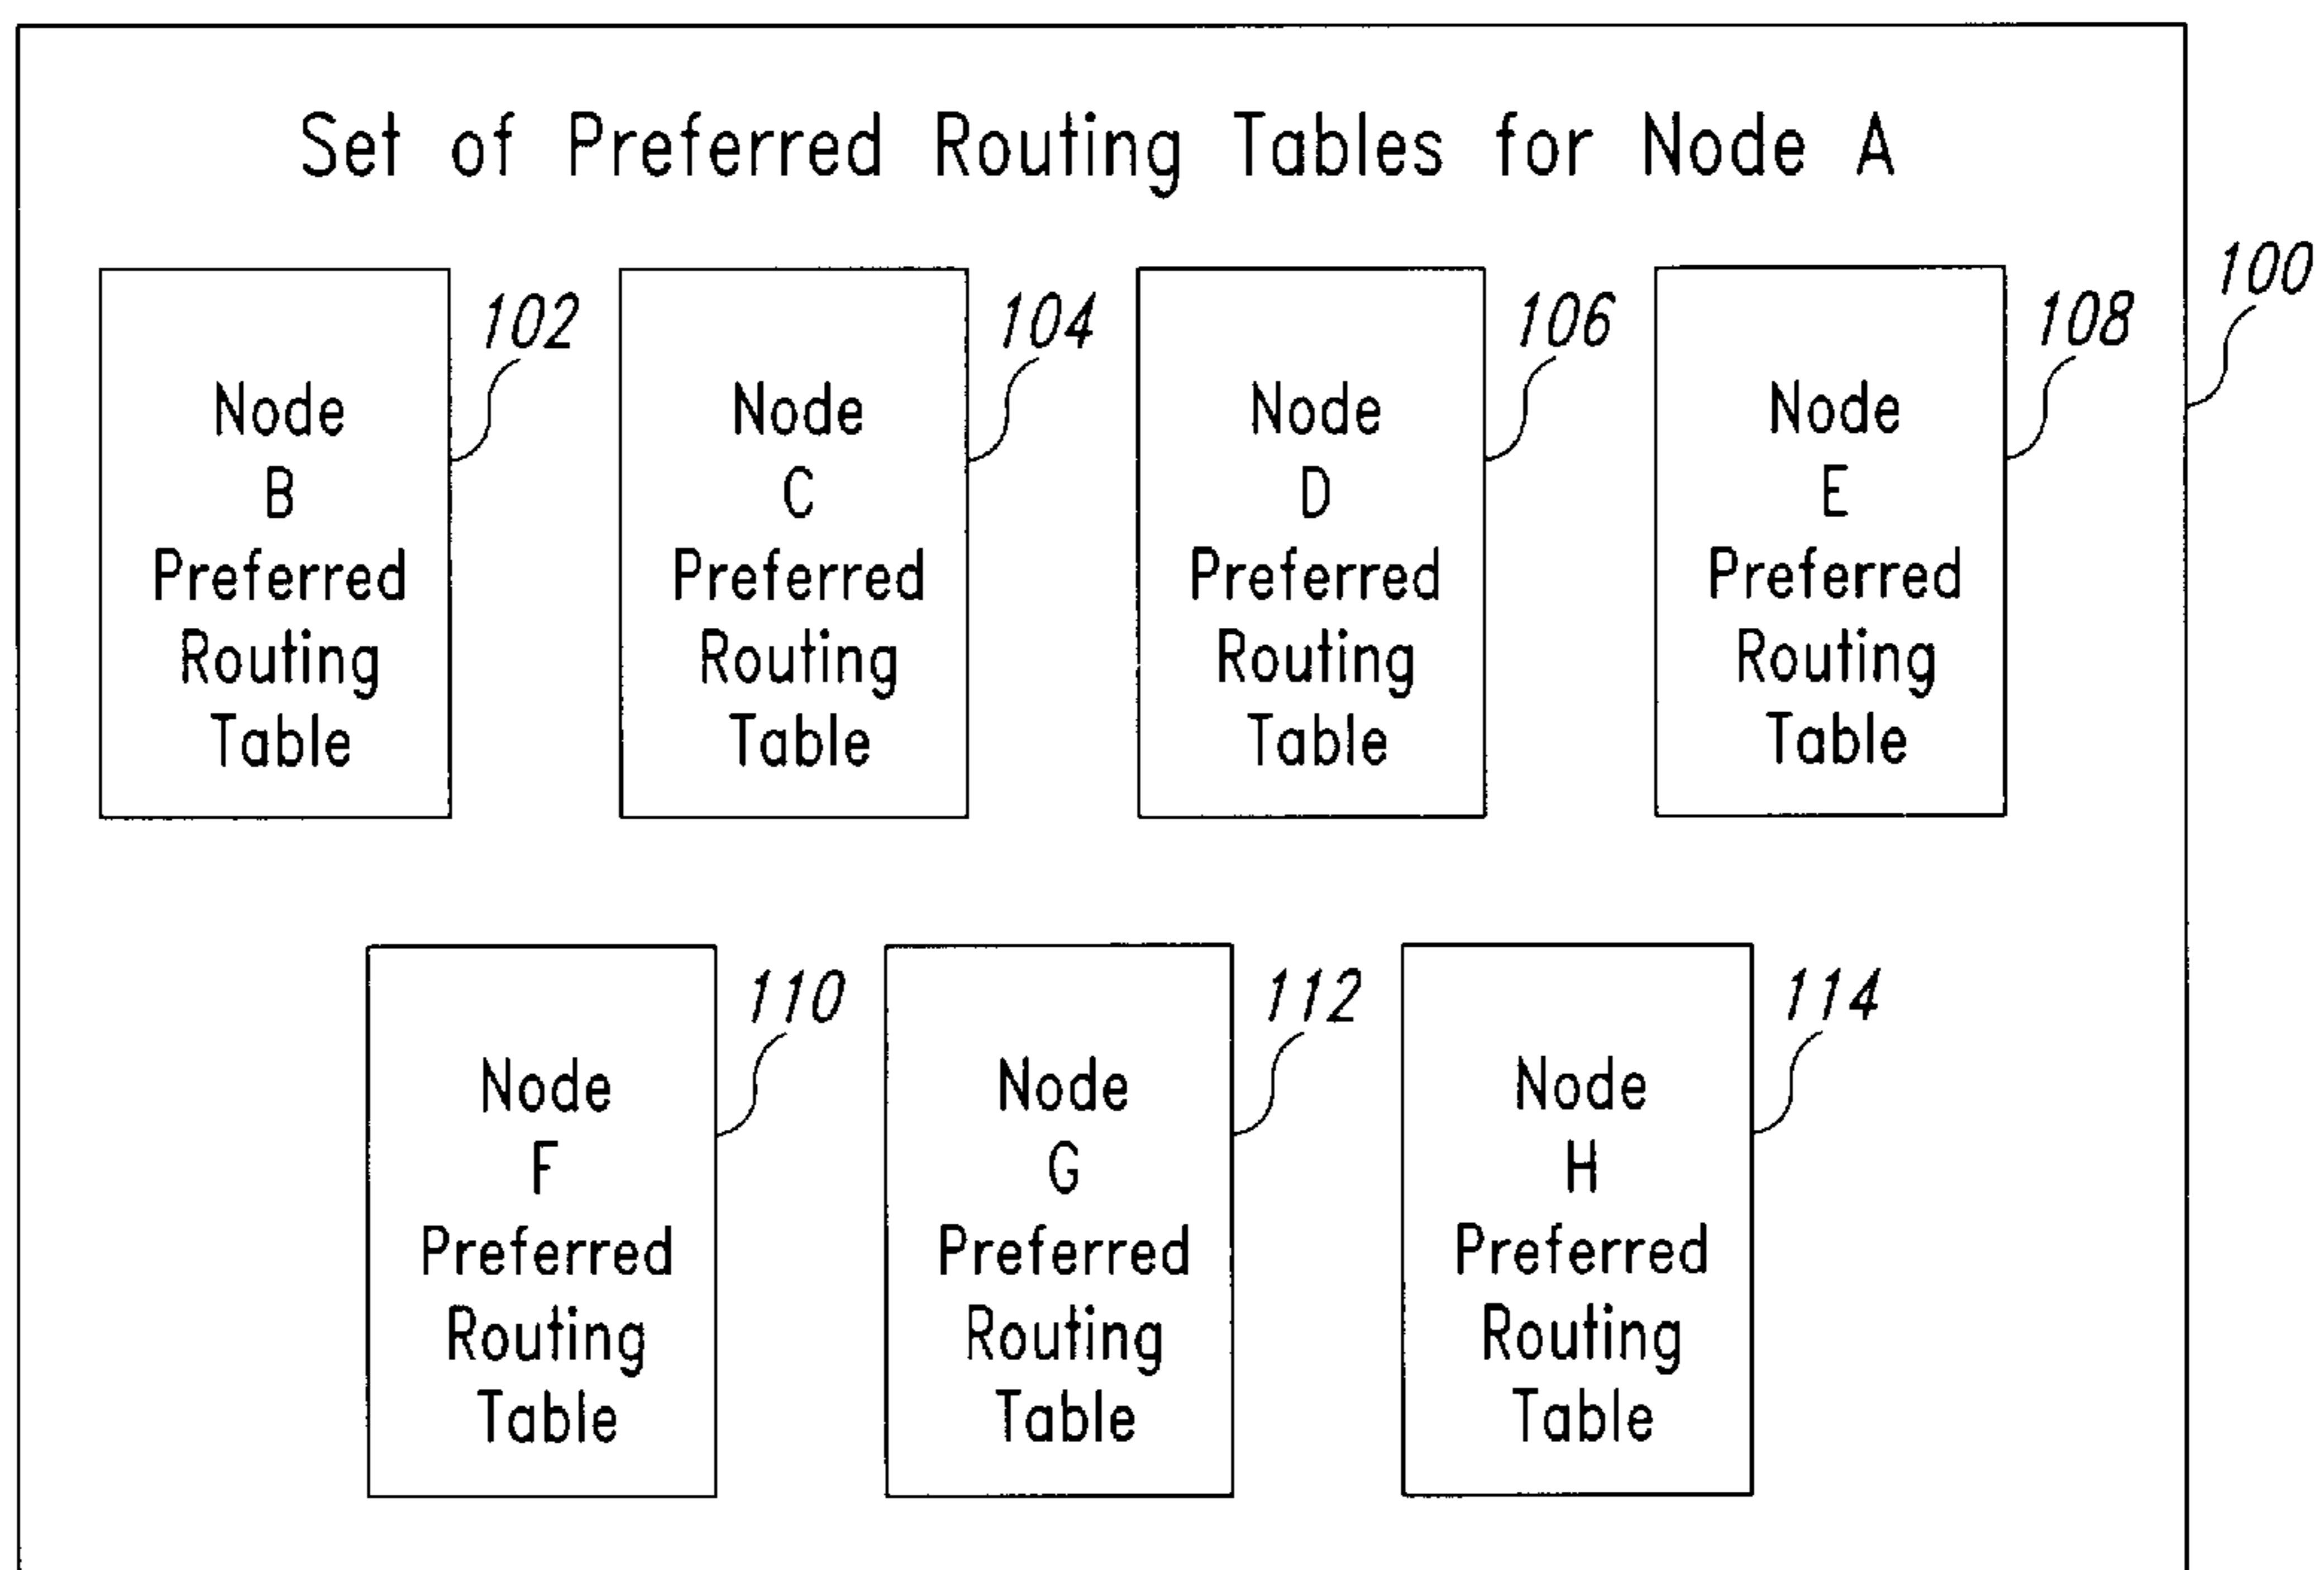 Set of Preferred Routing Tables for Node A
100
102
104
106
108
Node
B
Preferred
Routing
Table
Node
C
Preferred
Routing
Table
Node
D
Preferred
Routing
Table
Node
E
Preferred
Routing
Table
110
112
114
Node
F
Preferred
Routing
Table
Node
G
Preferred
Routing
Table
Node
H
Preferred
Routing
Table